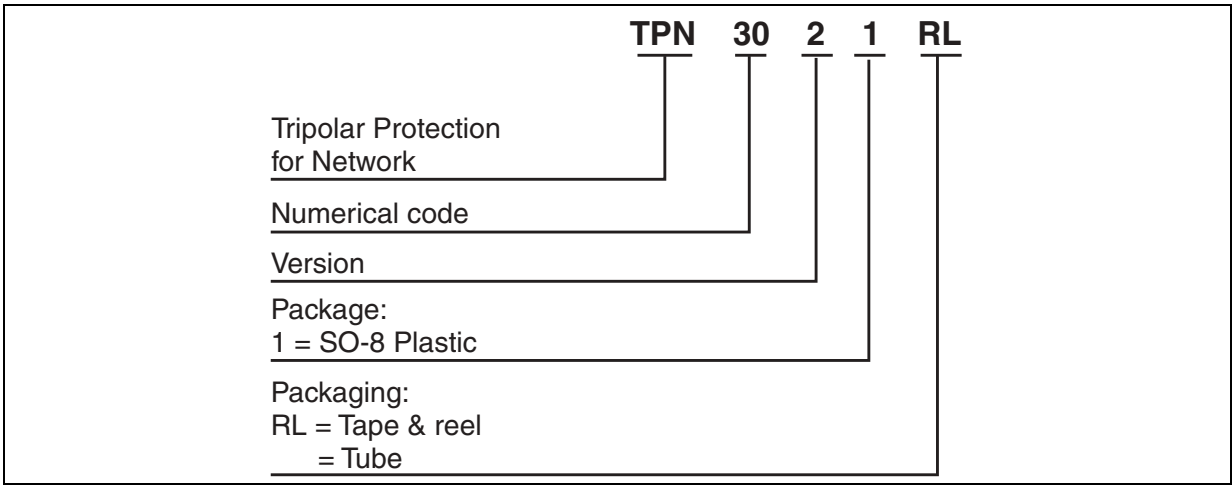 TPN 30 2 1 RL
Tripolar Protection
for Network
Numerical code
Version
Package:
1 = SO-8 Plastic
Packaging:
RL = Tape & reel
= Tube